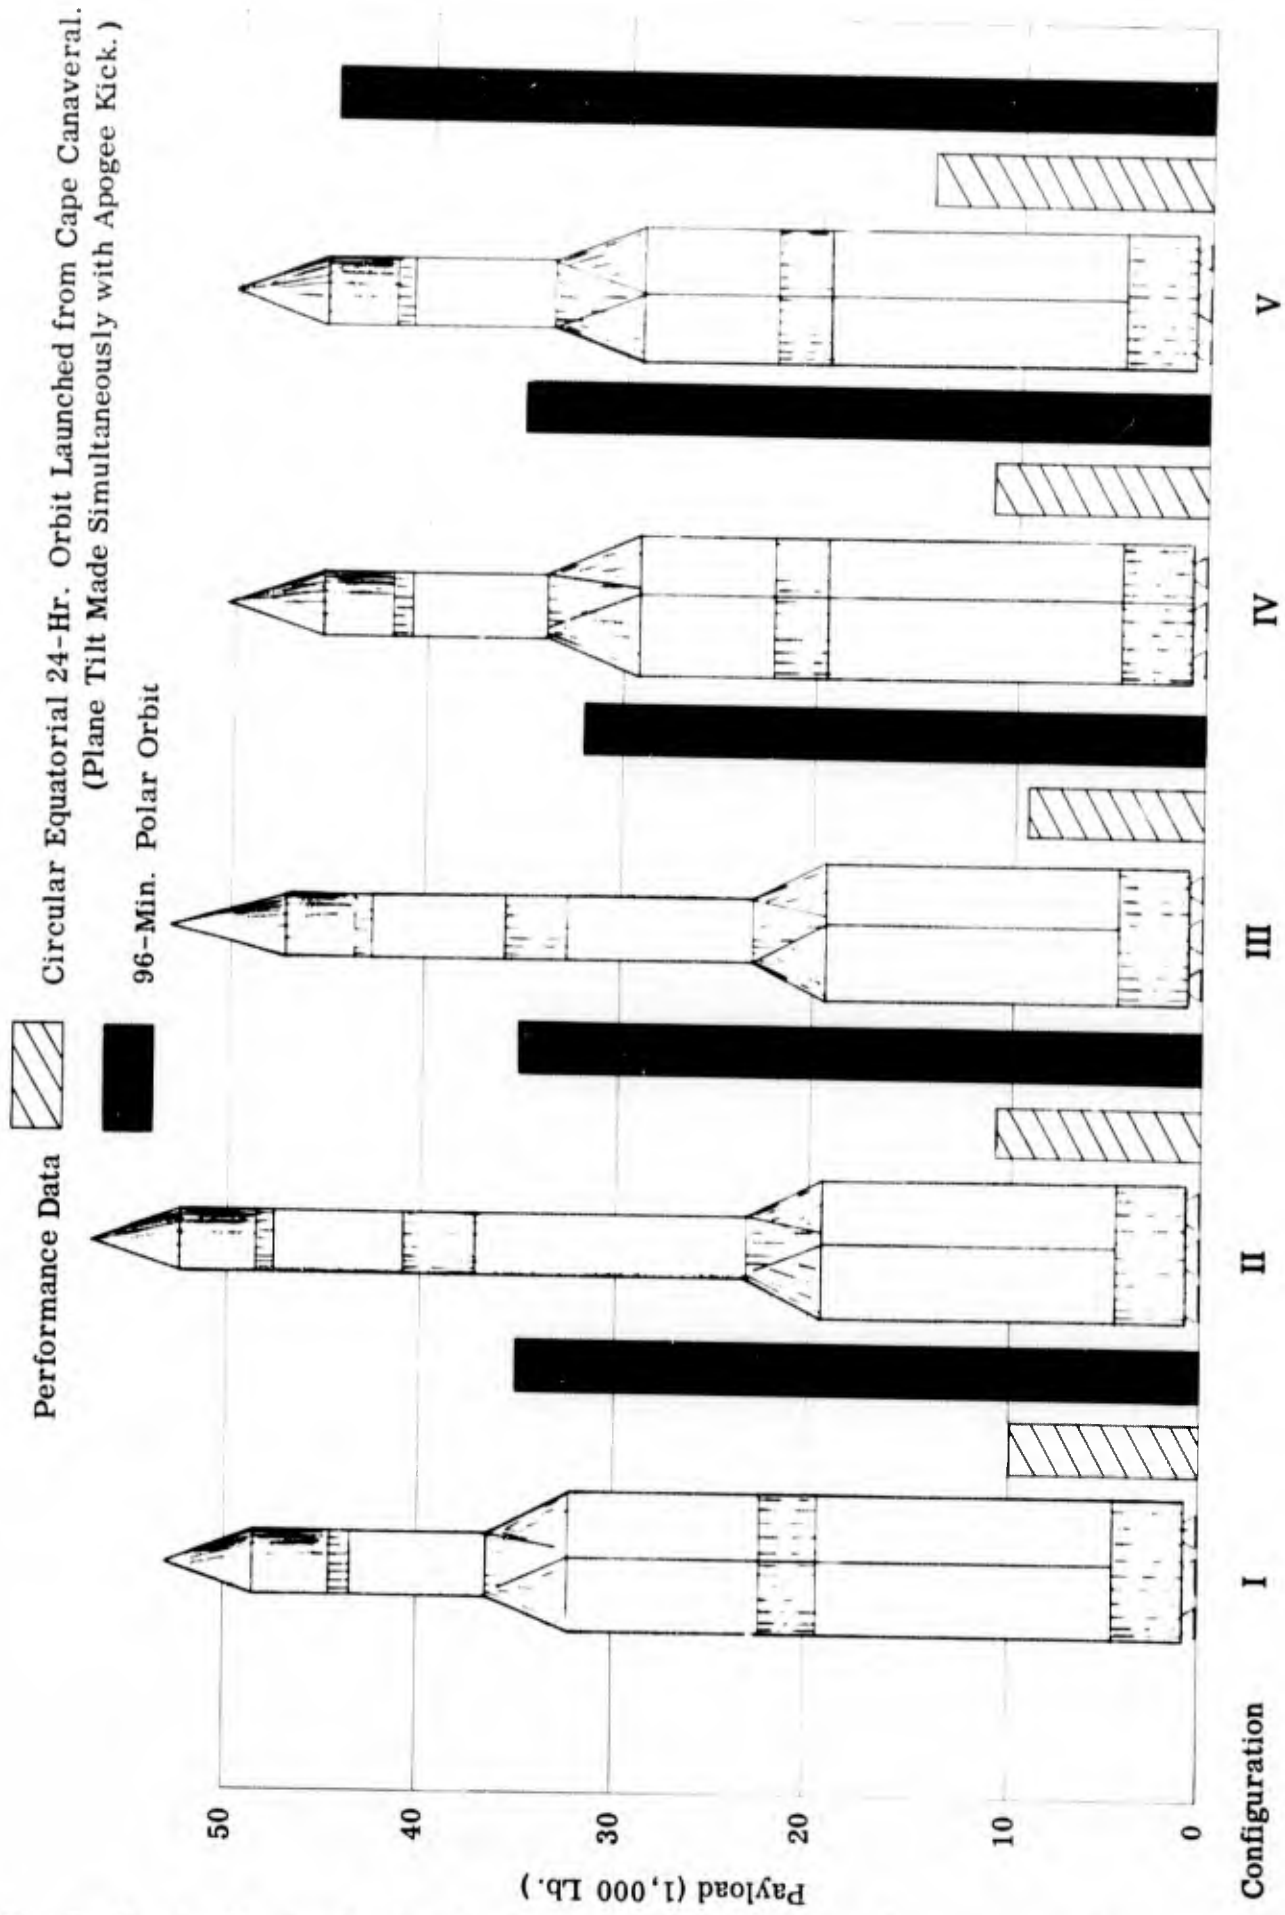 Performance Data
Circular Equatorial 24-Hr. Orbit Launched from Cape Canaveral.
(Plane Tilt Made Simultaneously with Apogee Kick.)
96-Min. Polar Orbit
Payload (1,000 Lb.)
50
40
30
20
10
0
Configuration
I
II
III
IV
V